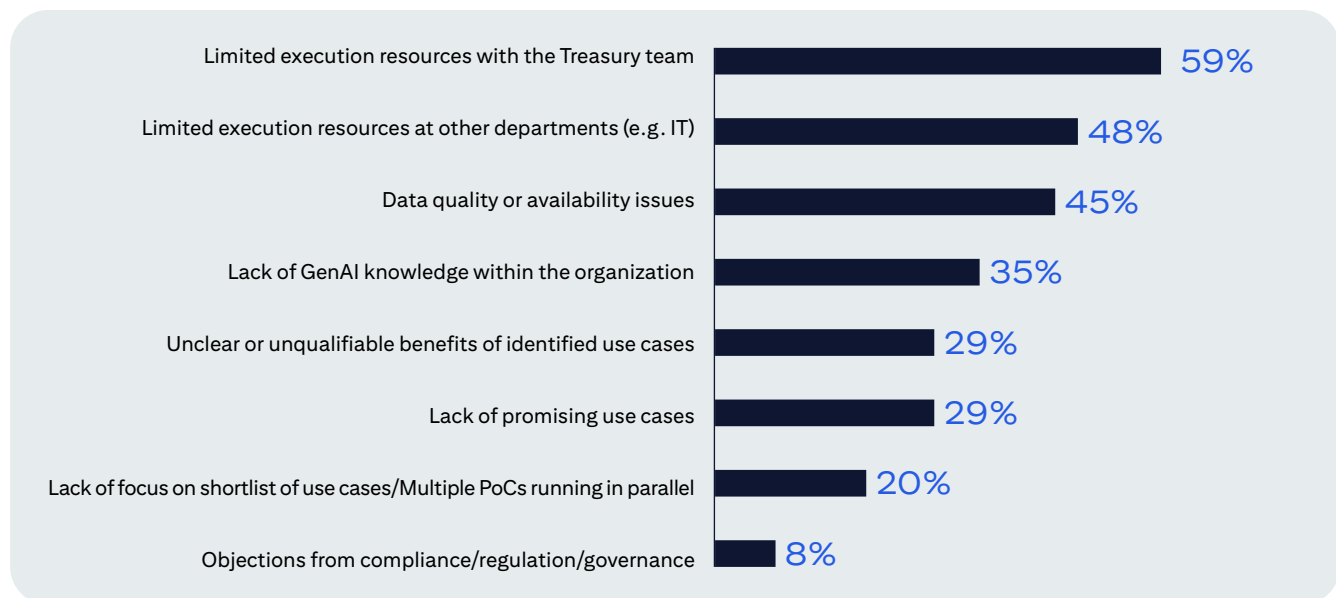 Limited execution resources with the Treasury team 59%
Limited execution resources at other departments (e.g. IT) 48%
Data quality or availability issues 45%
Lack of GenAI knowledge within the organization 35%
Unclear or unqualifiable benefits of identified use cases 29%
Lack of promising use cases 29%
Lack of focus on shortlist of use cases/Multiple PoCs running in parallel 20%
Objections from compliance/regulation/governance 8%